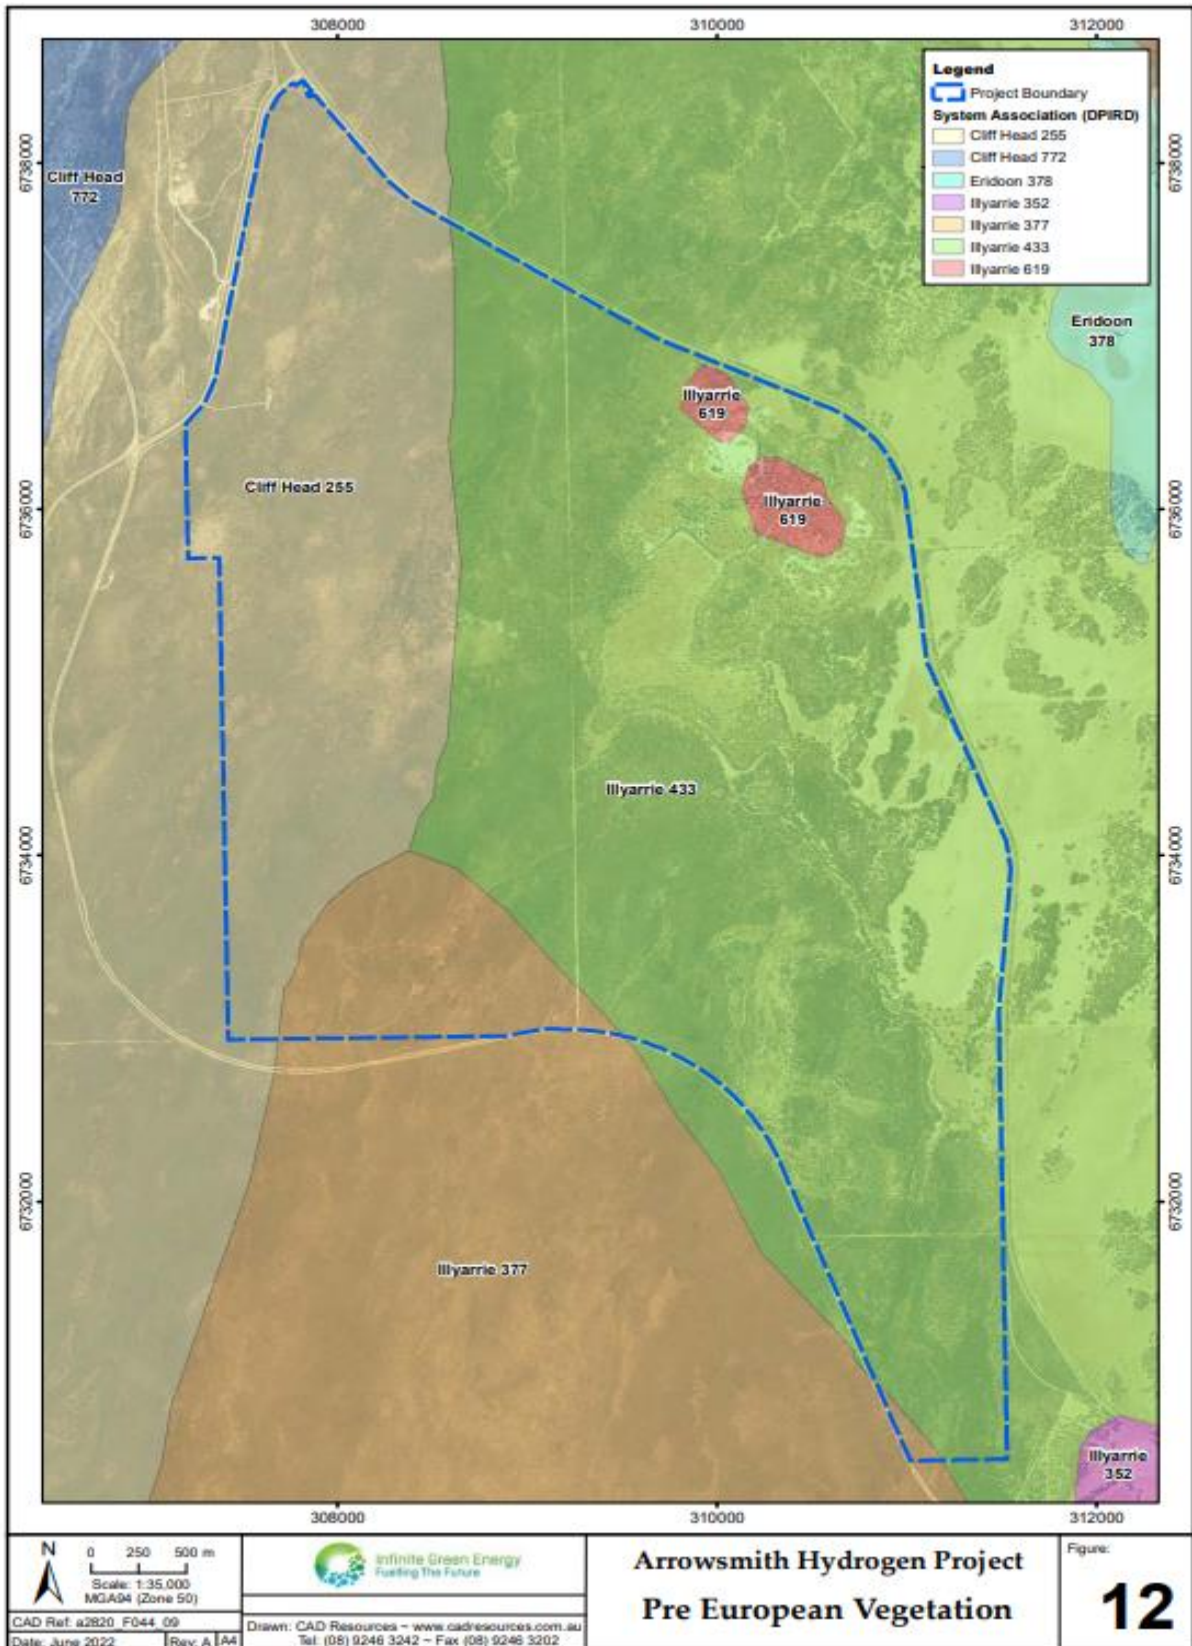 308000
310000
312000
Legend
Project Boundary
System Association (DPIRD)
Cliff Head 255
Cliff Head 772
Eridoon 378
Illyarrie 352
Illyarrie 377
Illyarrie 433
Illyarrie 619
6738000
6738000
Cliff Head
772
Eridoon
378
Illyarrie
619
Cliff Head 255
Illyarrie
619
6736000
6736000
Illyarrie 433
6734000
6734000
6732000
6732000
Illyarrie 377
Illyarrie
352
308000
310000
312000
N
0 250 500 m
Scale: 1:35,000
MGA94 (Zone 50)
CAD Ref: a2820_F044_09
Date: June 2022
Rev: A
A4
Infinite Green Energy
Fuelling The Future
Drawn: CAD Resources ~ www.cadresources.com.au
Tel: (08) 9246 3242 ~ Fax (08) 9246 3202
Arrowsmith Hydrogen Project
Pre European Vegetation
Figure:
12